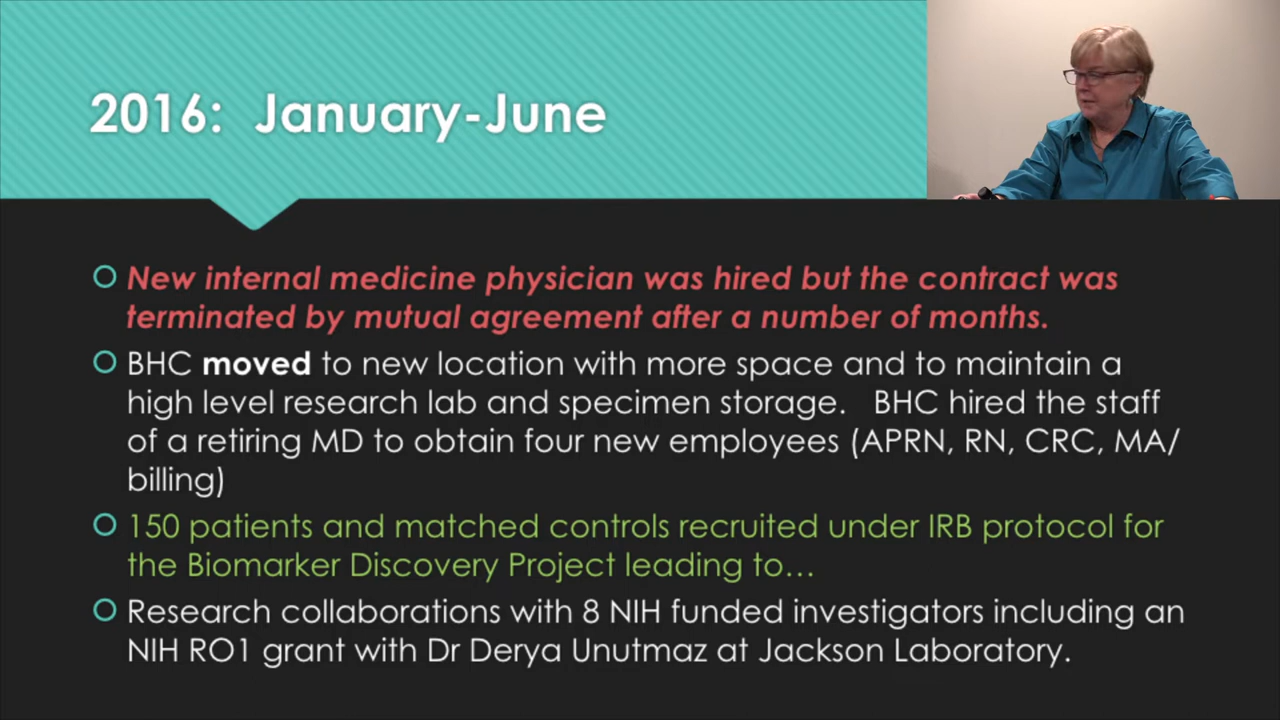 2016: January-June
New internal medicine physician was hired but the contract was
terminated by mutual agreement after a number of months.
BHC moved to new location with more space and to maintain a
high level research lab and specimen storage. BHC hired the staff
of a retiring MD to obtain four new employees (APRN, RN, CRC, MA/
billing)
150 patients and matched controls recruited under IRB protocol for
the Biomarker Discovery Project leading to…
Research collaborations with 8 NIH funded investigators including an
NIH RO1 grant with Dr Derya Unutmaz at Jackson Laboratory.